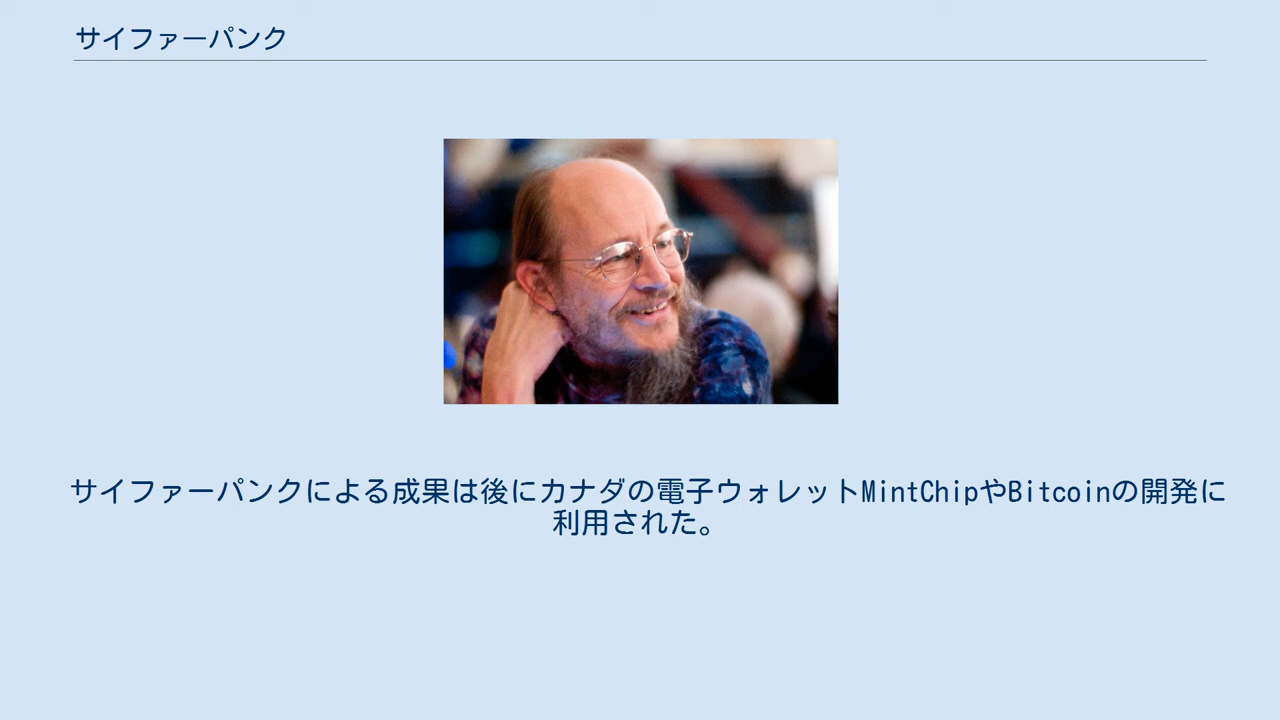 サイファーパンク
サイファーパンクによる成果は後にカナダの電子ウォレットMintChipやBitcoinの開発に
利用された。